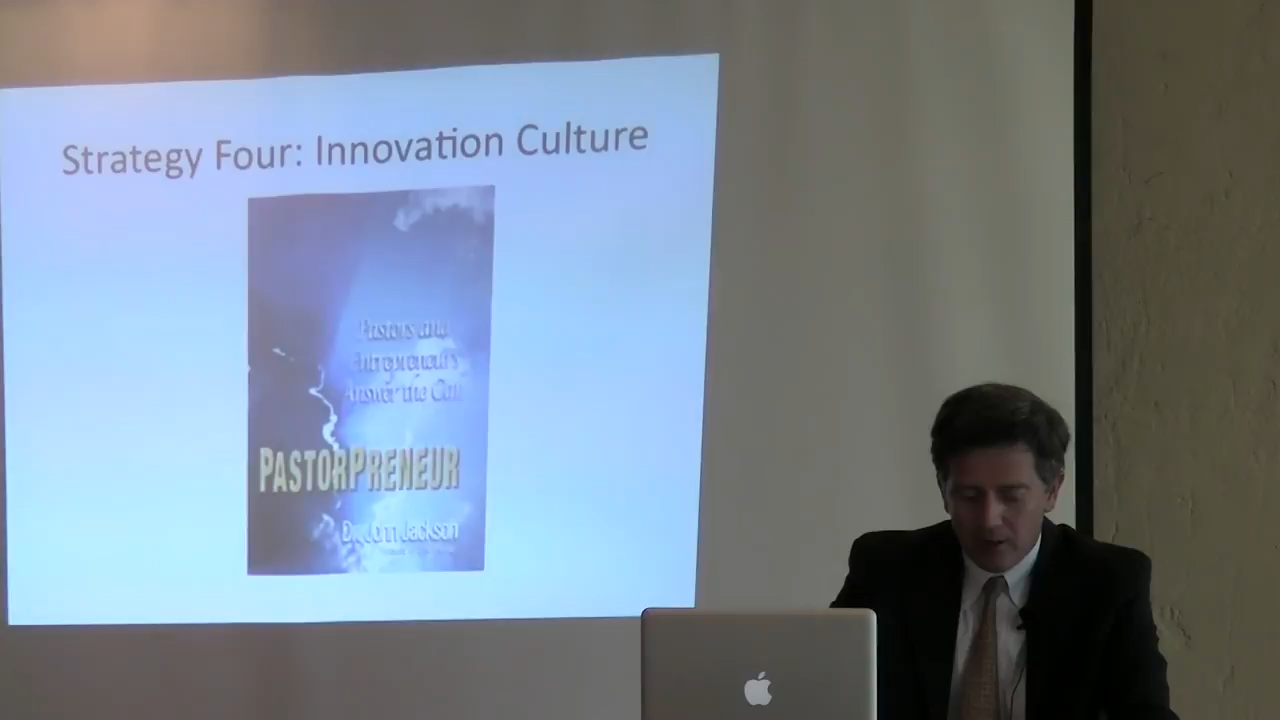 Strategy Four: Innovation Culture
Pastors and
Entrepreneurs
Answer the Call
PASTORPRENEUR
Dr. John Jackson